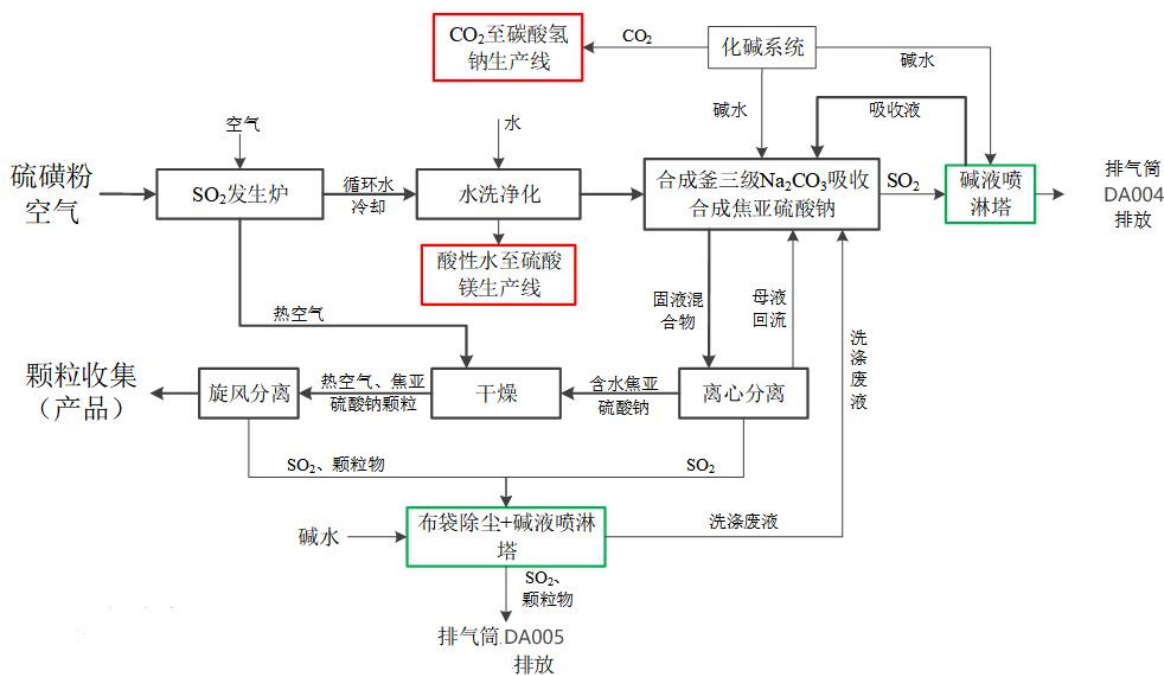 CO₂至碳酸氢
钠生产线
CO₂
化碱系统
碱水
碱水
吸收液
空气
水
硫磺粉
空气
SO₂发生炉
循环水
冷却
水洗净化
合成釜三级Na₂CO₃吸收
合成焦亚硫酸钠
SO₂
碱液喷
淋塔
排气筒
DA004
排放
酸性水至硫酸
镁生产线
热空气
固液混
合物
母液
回流
洗
涤
废
液
颗粒收集
（产品）
旋风分离
热空气、焦亚
硫酸钠颗粒
干燥
含水焦亚
硫酸钠
离心分离
SO₂、颗粒物
SO₂
碱水
布袋除尘+碱液喷淋
塔
洗涤废液
SO₂、
颗粒物
排气筒DA005
排放